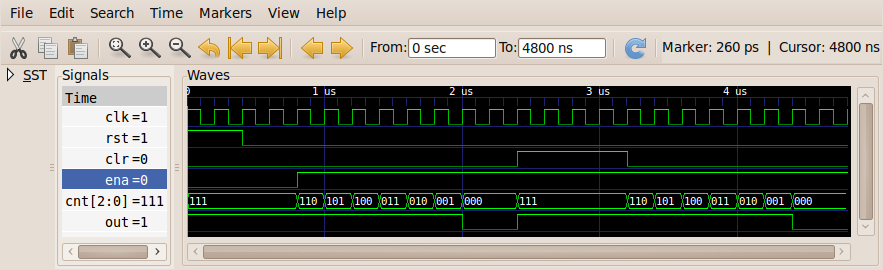 File Edit Search Time Markers View Help
From: 0 sec To: 4800 ns Marker: 260 ps | Cursor: 4800 ns
SST Signals Waves
Time 0 1 us 2 us 3 us 4 us
clk=1
rst=1
clr=0
ena=0
cnt[2:0]=111 111 110 101 100 011 010 001 000 111 110 101 100 011 010 001 000
out=1